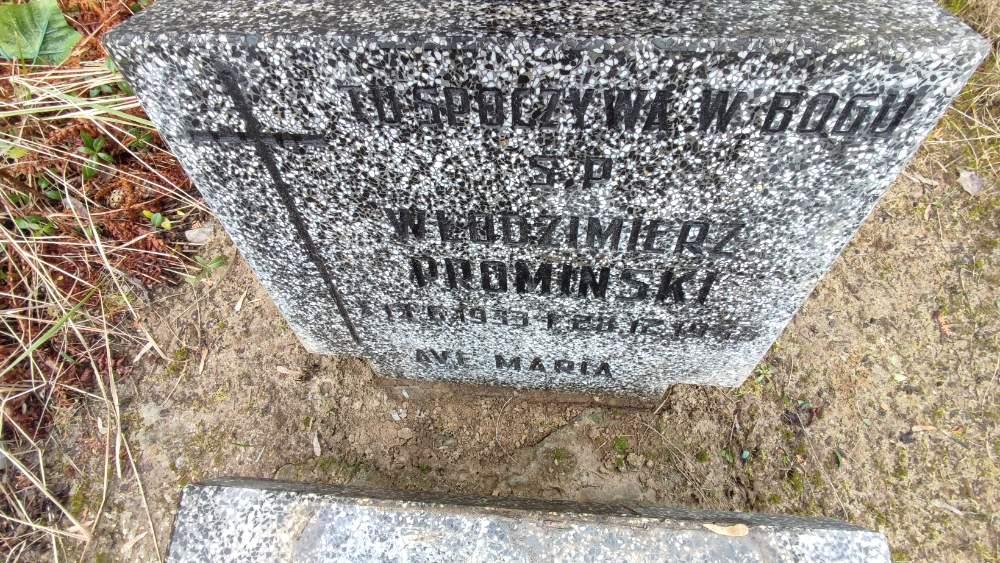 TU SPOCZYWA W BOGU
Ś.P
WŁODZIMIERZ
PROMIŃSKI
AVE MARIA